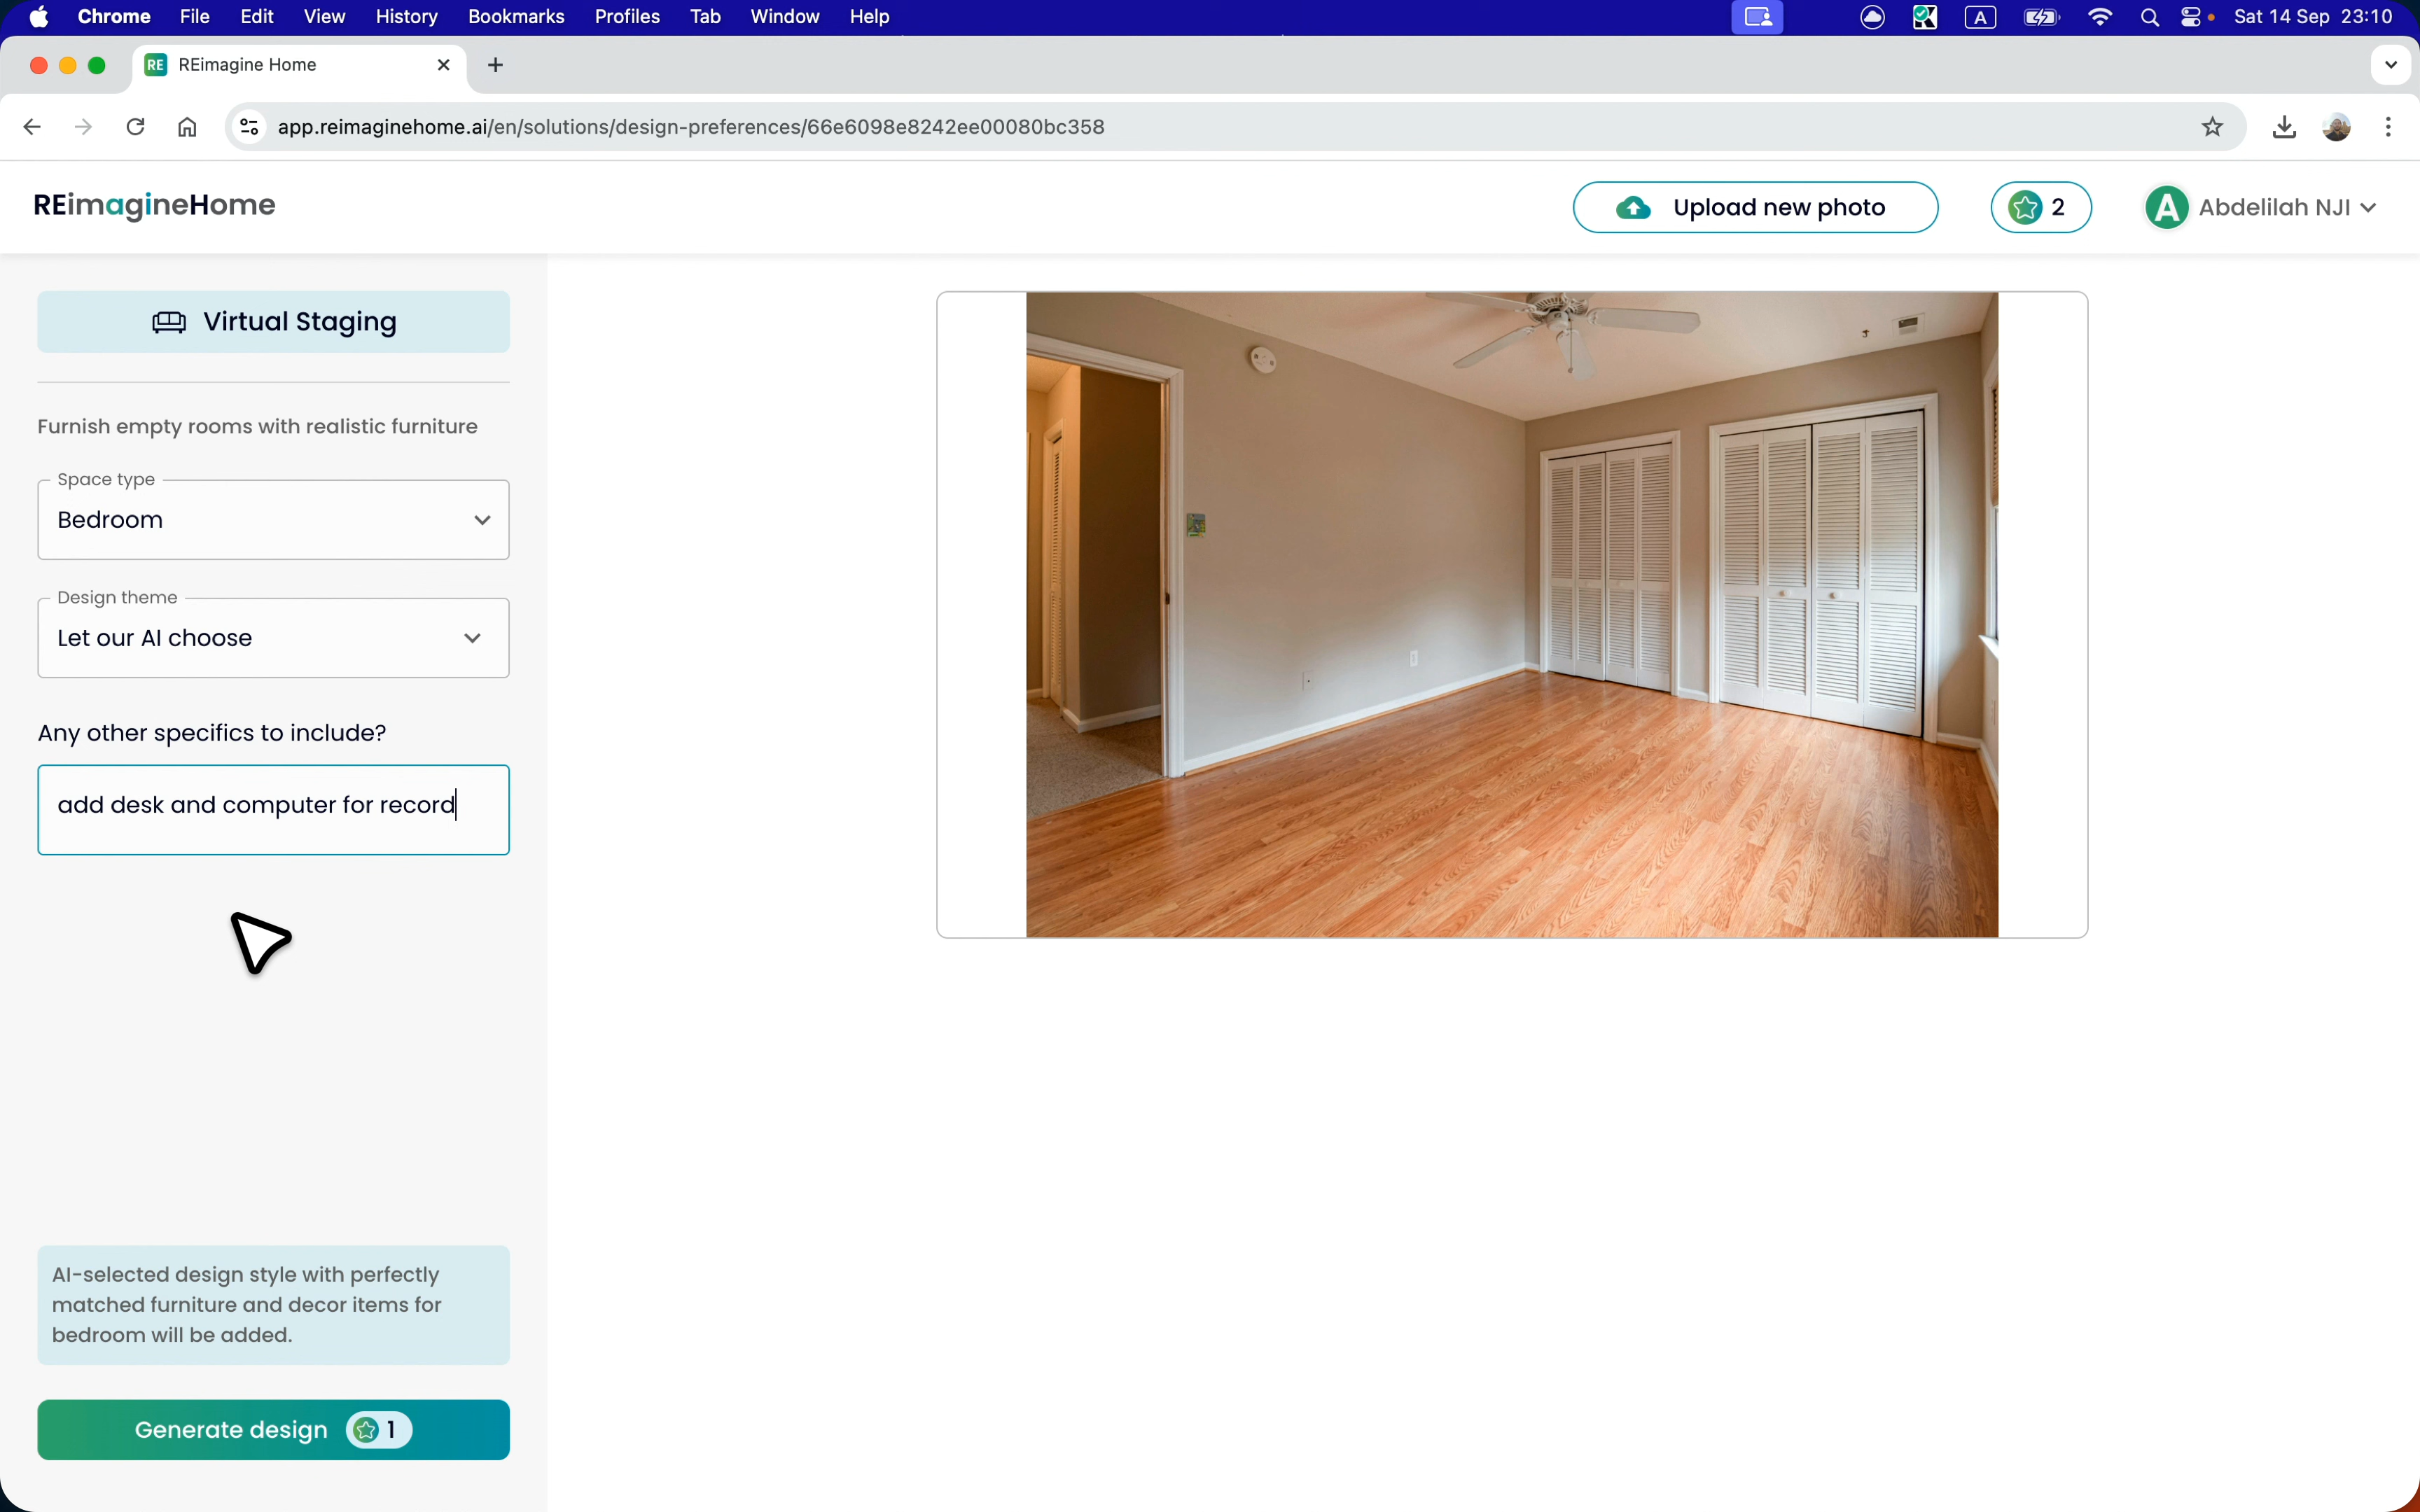 Chrome File Edit View History Bookmarks Profiles Tab Window Help
A
Sat 14 Sep 23:10
RE REimagine Home
app.reimaginehome.ai/en/solutions/design-preferences/66e6098e8242ee00080bc358
REimagineHome
Upload new photo
2
A Abdelilah NJI
Virtual Staging
Furnish empty rooms with realistic furniture
Space type
Bedroom
Design theme
Let our AI choose
Any other specifics to include?
add desk and computer for record
AI-selected design style with perfectly
matched furniture and decor items for
bedroom will be added.
Generate design 1